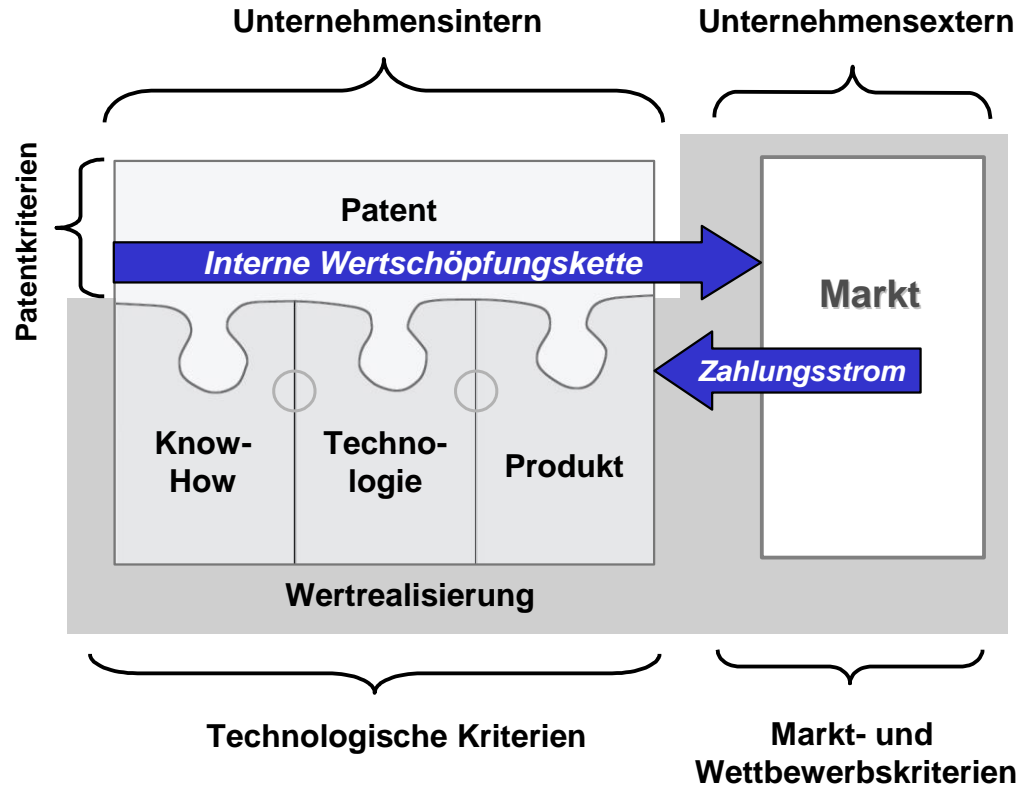 Unternehmensintern
Unternehmensextern
Patentkriterien
Patent
Interne Wertschöpfungskette
Markt
Zahlungsstrom
Know-
How
Techno-
logie
Produkt
Wertrealisierung
Technologische Kriterien
Markt- und
Wettbewerbskriterien